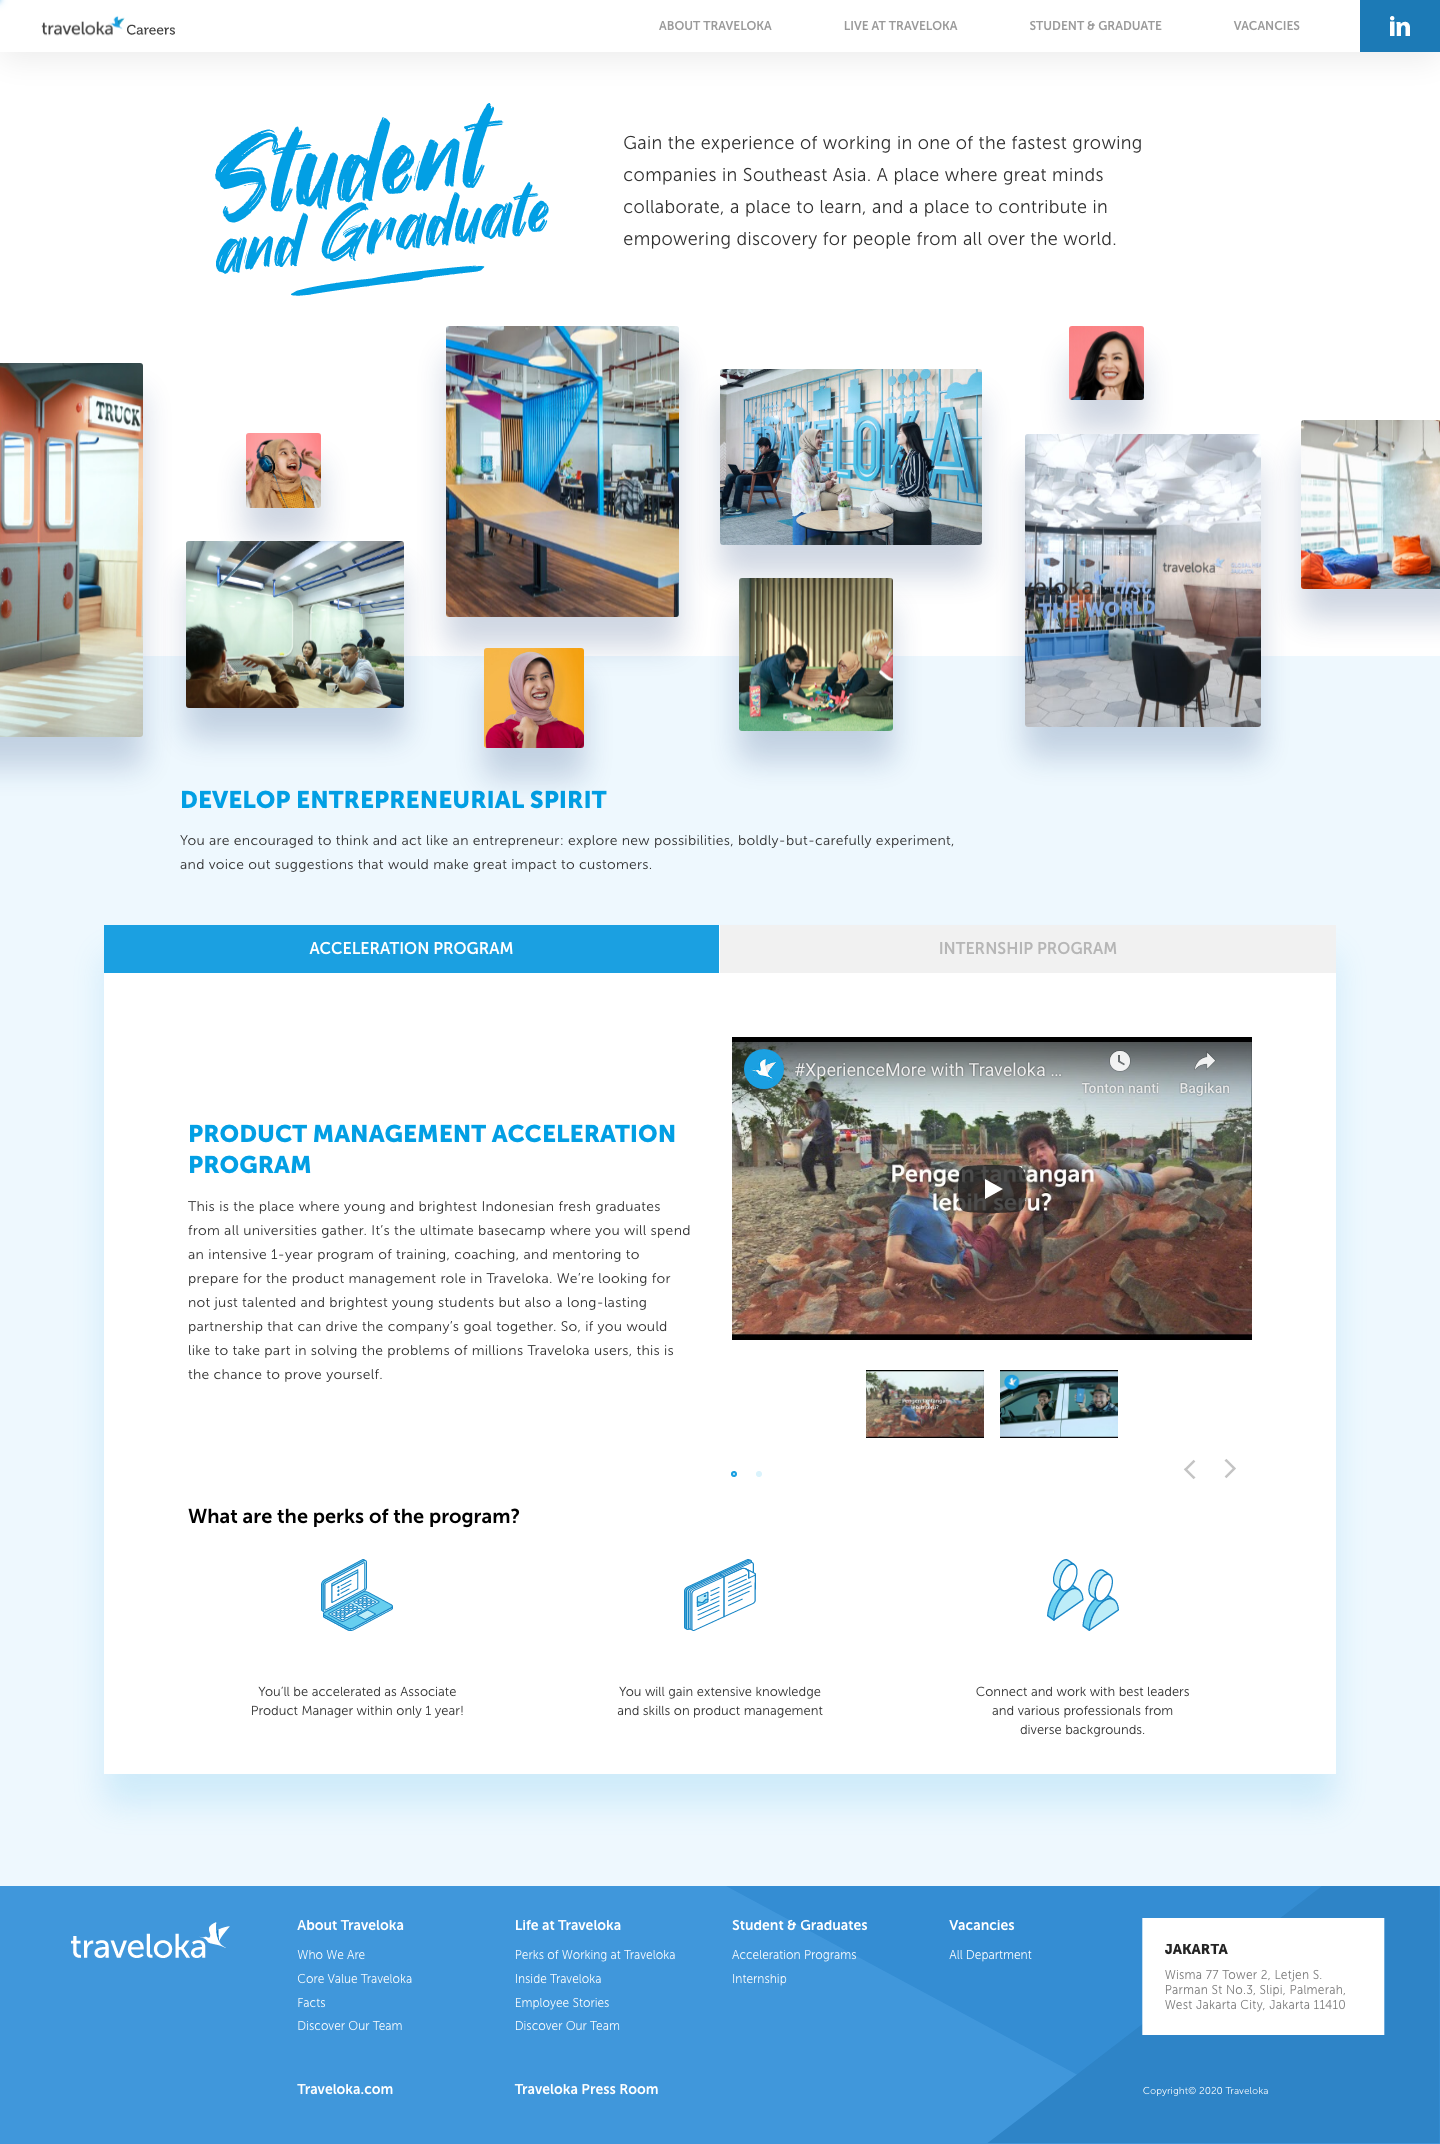 traveloka Careers
ABOUT TRAVELOKA
LIVE AT TRAVELOKA
STUDENT & GRADUATE
VACANCIES
in
Student
and Graduate
Gain the experience of working in one of the fastest growing
companies in Southeast Asia. A place where great minds
collaborate, a place to learn, and a place to contribute in
empowering discovery for people from all over the world.
TRUCK
traveloka
first
THE WORLD
DEVELOP ENTREPRENEURIAL SPIRIT
You are encouraged to think and act like an entrepreneur: explore new possibilities, boldly-but-carefully experiment,
and voice out suggestions that would make great impact to customers.
ACCELERATION PROGRAM
INTERNSHIP PROGRAM
#XperienceMore with Traveloka ...
Tonton nanti
Bagikan
Pengen tantangan
lebih seru?
PRODUCT MANAGEMENT ACCELERATION
PROGRAM
This is the place where young and brightest Indonesian fresh graduates
from all universities gather. It's the ultimate basecamp where you will spend
an intensive 1-year program of training, coaching, and mentoring to
prepare for the product management role in Traveloka. We're looking for
not just talented and brightest young students but also a long-lasting
partnership that can drive the company's goal together. So, if you would
like to take part in solving the problems of millions Traveloka users, this is
the chance to prove yourself.
Pengen tantangan
lebih seru?
What are the perks of the program?
You'll be accelerated as Associate
Product Manager within only 1 year!
You will gain extensive knowledge
and skills on product management
Connect and work with best leaders
and various professionals from
diverse backgrounds.
traveloka
About Traveloka
Who We Are
Core Value Traveloka
Facts
Discover Our Team
Life at Traveloka
Perks of Working at Traveloka
Inside Traveloka
Employee Stories
Discover Our Team
Student & Graduates
Acceleration Programs
Internship
Vacancies
All Department
JAKARTA
Wisma 77 Tower 2, Letjen S.
Parman St No.3, Slipi, Palmerah,
West Jakarta City, Jakarta 11410
Traveloka.com
Traveloka Press Room
Copyright© 2020 Traveloka